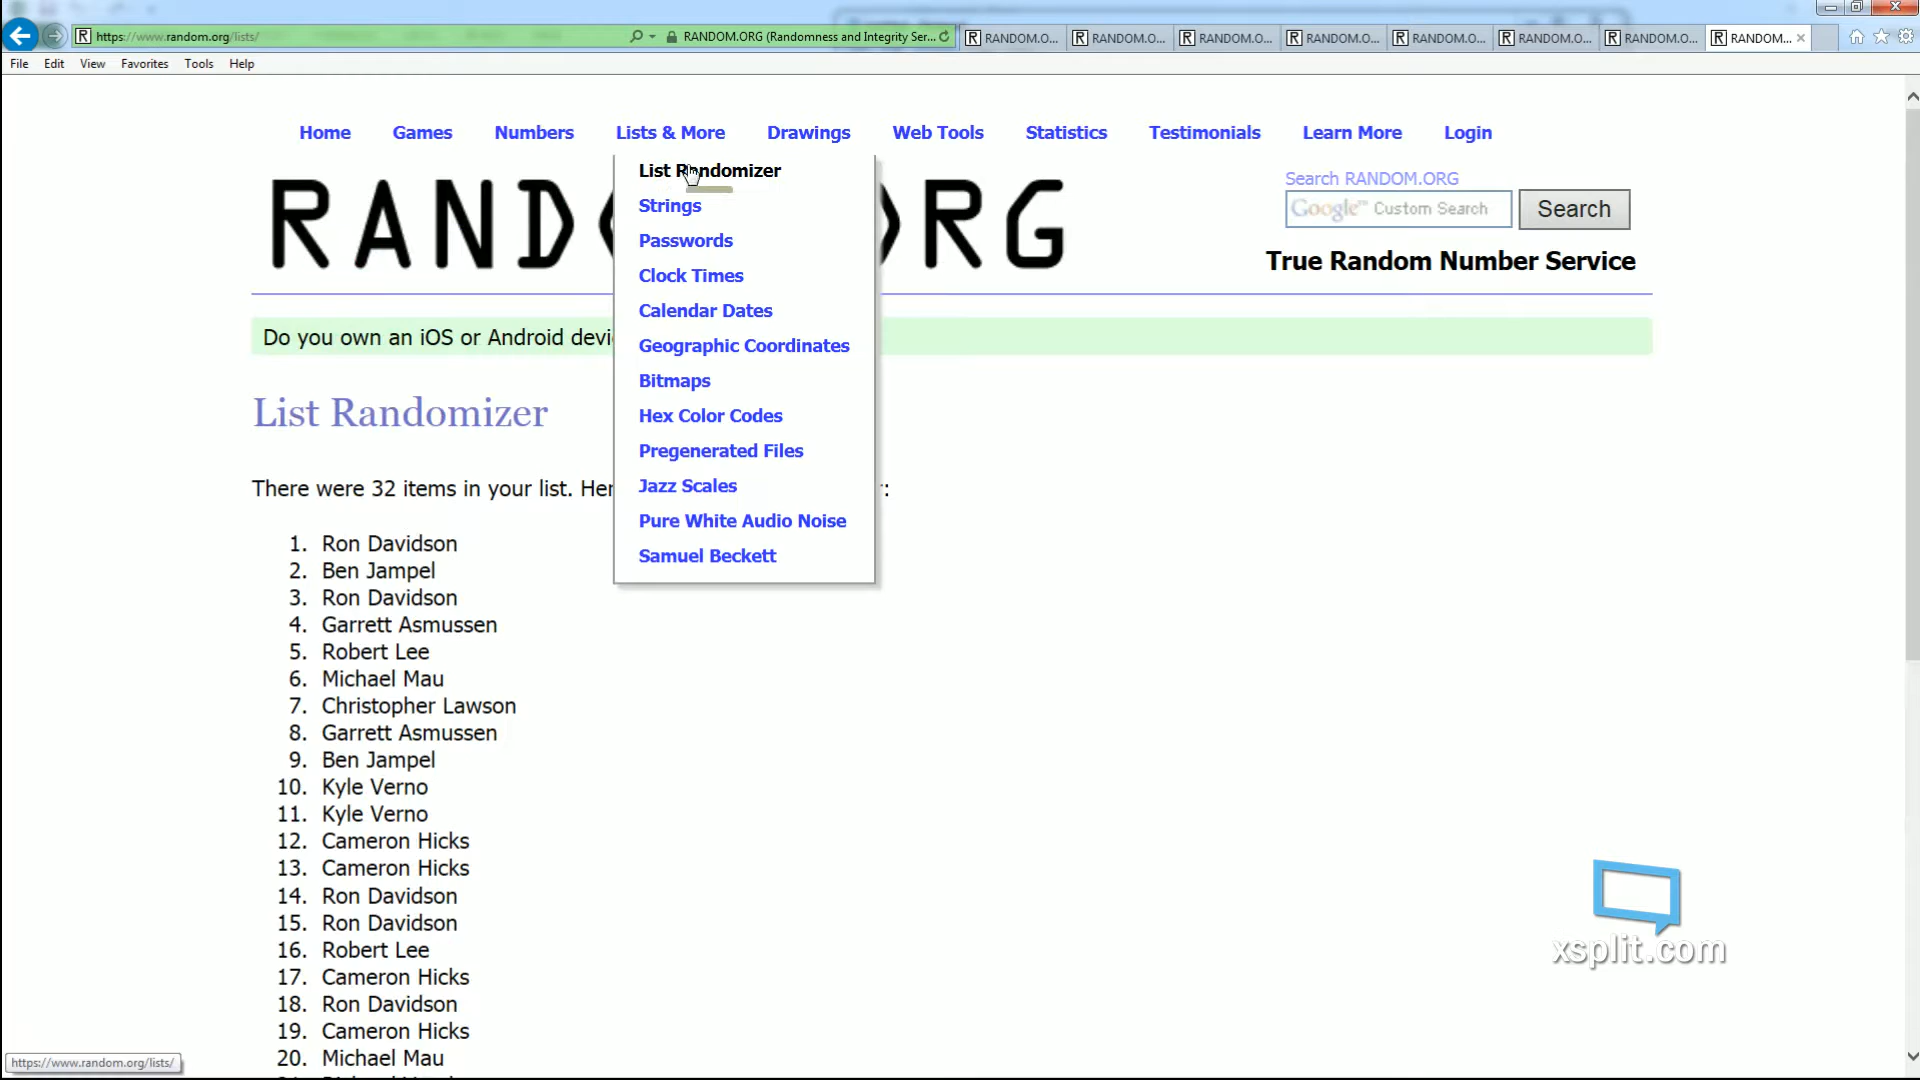 https://www.random.org/lists/
RANDOM.ORG (Randomness and Integrity Ser...
RANDOM.O...
RANDOM.O...
RANDOM.O...
RANDOM.O...
RANDOM.O...
RANDOM.O...
RANDOM.O...
RANDOM...
File Edit View Favorites Tools Help
Home Games Numbers Lists & More Drawings Web Tools Statistics Testimonials Learn More Login
List Randomizer
Strings
Passwords
Clock Times
Calendar Dates
Geographic Coordinates
Bitmaps
Hex Color Codes
Pregenerated Files
Jazz Scales
Pure White Audio Noise
Samuel Beckett
Search RANDOM.ORG
Google™ Custom Search
Search
True Random Number Service
Do you own an iOS or Android
List Randomizer
There were 32 items in your list.
1. Ron Davidson
2. Ben Jampel
3. Ron Davidson
4. Garrett Asmussen
5. Robert Lee
6. Michael Mau
7. Christopher Lawson
8. Garrett Asmussen
9. Ben Jampel
10. Kyle Verno
11. Kyle Verno
12. Cameron Hicks
13. Cameron Hicks
14. Ron Davidson
15. Ron Davidson
16. Robert Lee
17. Cameron Hicks
18. Ron Davidson
19. Cameron Hicks
20. Michael Mau
xsplit.com
https://www.random.org/lists/